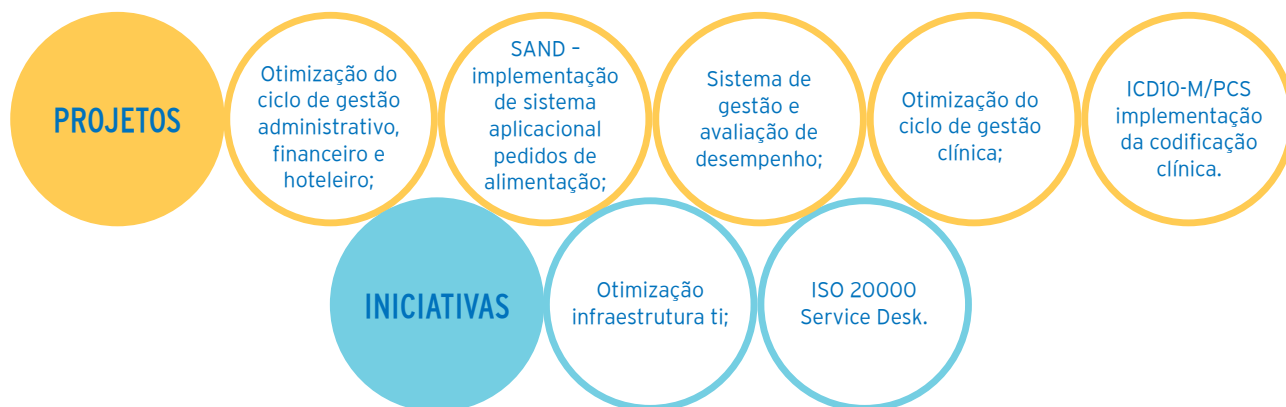 PROJETOS
Otimização do
ciclo de gestão
administrativo,
financeiro e
hoteleiro;
SAND –
implementação
de sistema
aplicacional
pedidos de
alimentação;
Sistema de
gestão e
avaliação de
desempenho;
Otimização do
ciclo de gestão
clínica;
ICD10-M/PCS
implementação
da codificação
clínica.
INICIATIVAS
Otimização
infraestrutura ti;
ISO 20000
Service Desk.